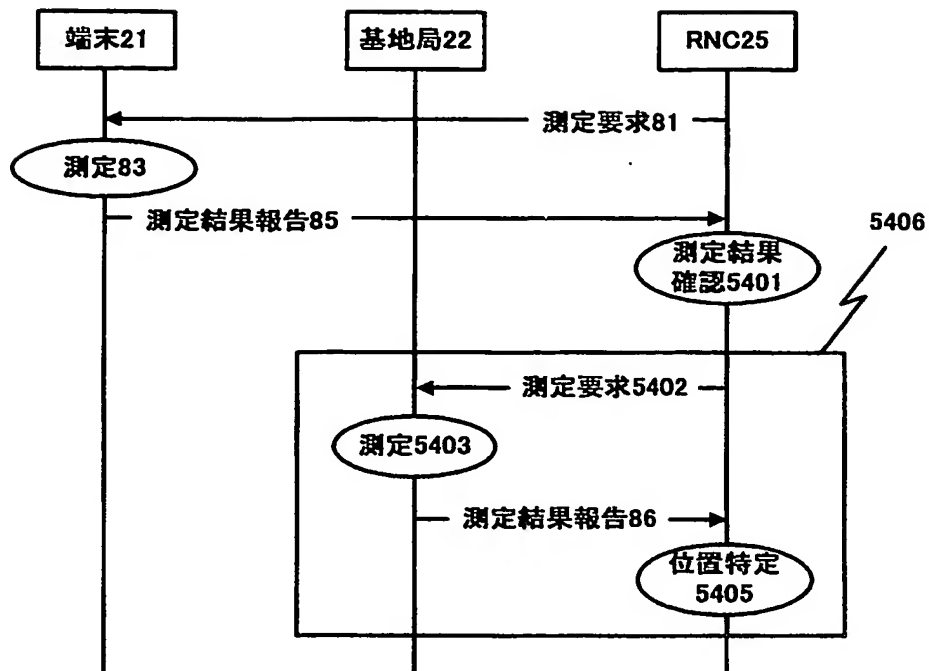 端末21
基地局22
RNC25
測定要求81
測定83
測定結果報告85
5406
測定結果
確認5401
測定要求5402
測定5403
測定結果報告86
位置特定
5405